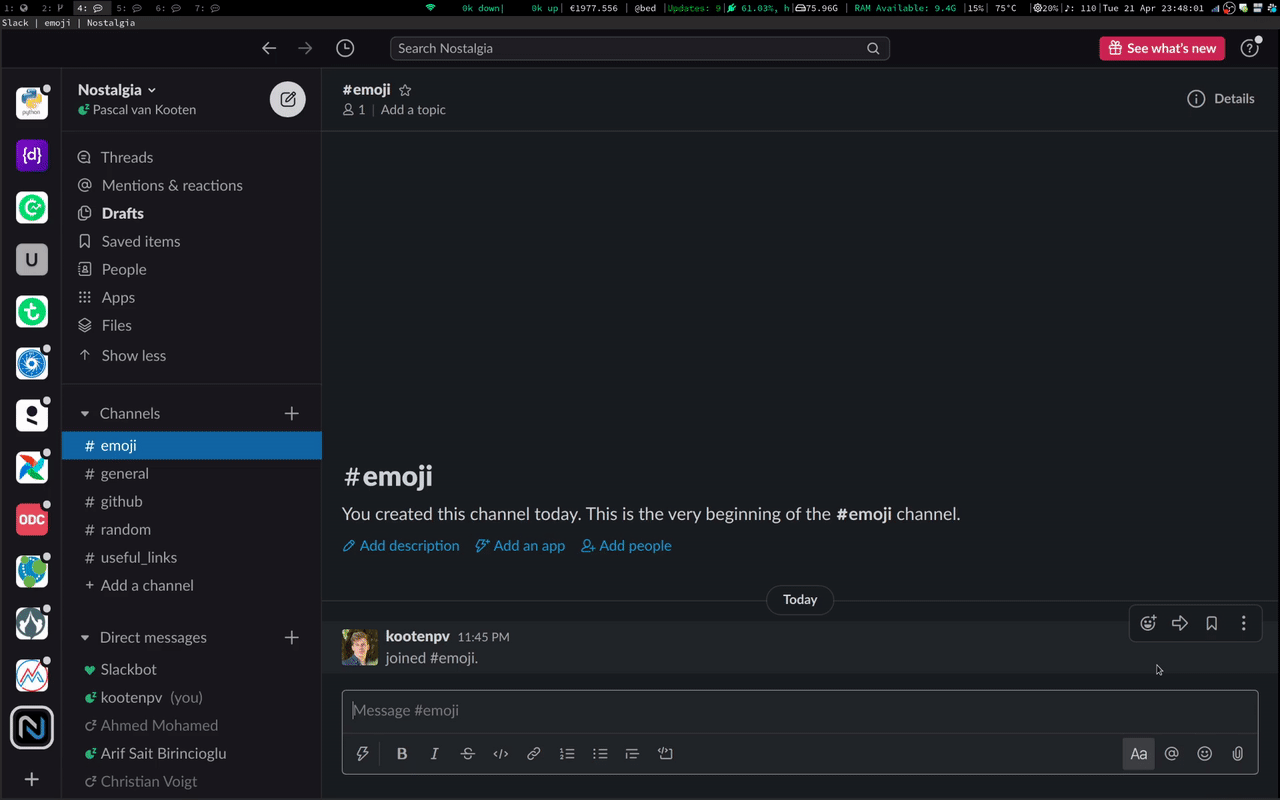 1: 2: 4: 5: 6: 7: 0k down| 0k up| €1977.556 | @bed |Updates: 9| 61.03%, h| 75.96G | RAM Available: 9.4G |15%| 75°C | 20%|♪: 110 |Tue 21 Apr 23:48:01
Slack | emoji | Nostalgia
Search Nostalgia
See what's new
Nostalgia
Pascal van Kooten
#emoji
1 | Add a topic
Details
python
{d}
U
ODC
Threads
Mentions & reactions
Drafts
Saved items
People
Apps
Files
Show less
Channels
# emoji
# general
# github
# random
# useful_links
+ Add a channel
Direct messages
Slackbot
kootenpv (you)
Ahmed Mohamed
Arif Sait Birincioglu
Christian Voigt
#emoji
You created this channel today. This is the very beginning of the #emoji channel.
Add description Add an app Add people
Today
kootenpv 11:45 PM
joined #emoji.
Message #emoji
B I S </> Aa @